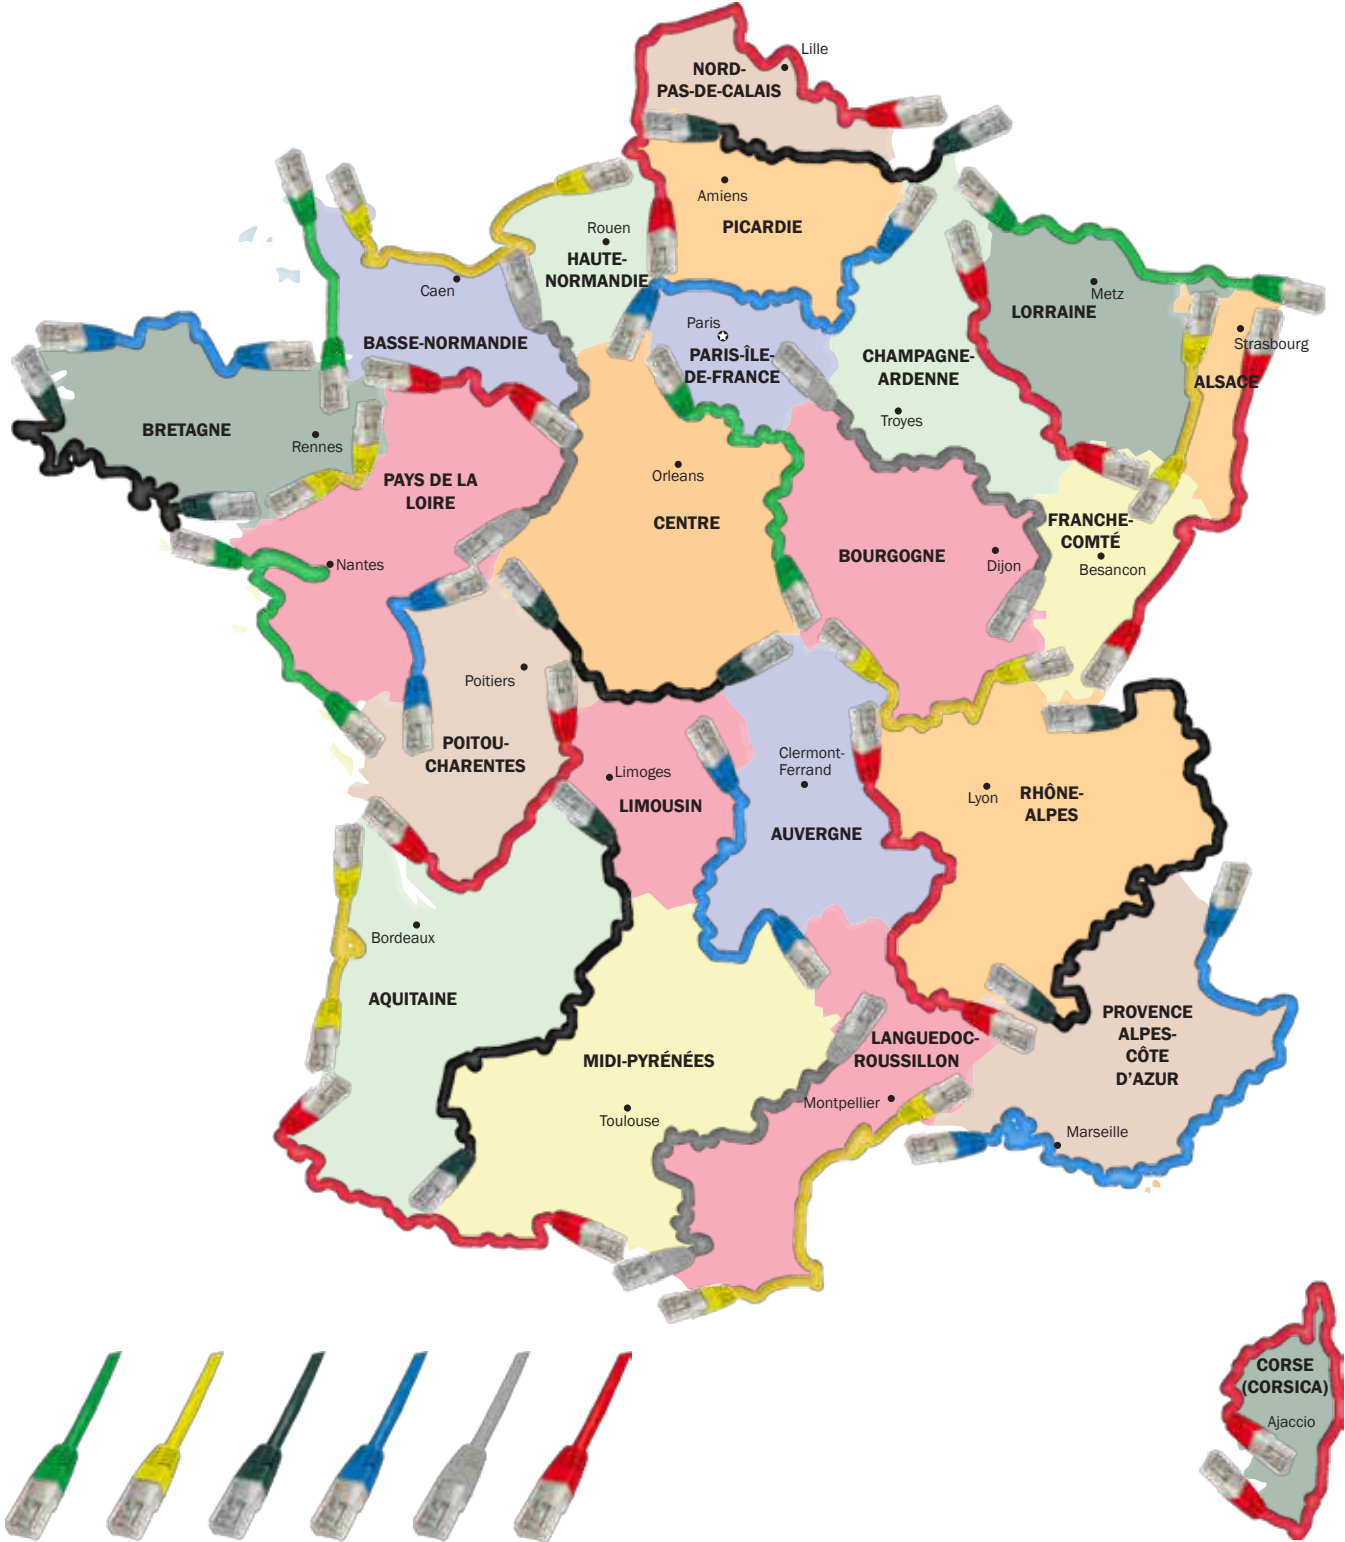 Lille
NORD-
PAS-DE-CALAIS
Amiens
PICARDIE
Rouen
HAUTE-
NORMANDIE
Caen
BASSE-NORMANDIE
Metz
LORRAINE
Strasbourg
ALSACE
Paris
PARIS-ÎLE-
DE-FRANCE
CHAMPAGNE-
ARDENNE
Troyes
BRETAGNE
Rennes
PAYS DE LA
LOIRE
Nantes
Orleans
CENTRE
BOURGOGNE
Dijon
FRANCHE-
COMTÉ
Besancon
Poitiers
POITOU-
CHARENTES
Limoges
LIMOUSIN
Clermont-
Ferrand
AUVERGNE
Lyon
RHÔNE-
ALPES
Bordeaux
AQUITAINE
MIDI-PYRÉNÉES
Toulouse
LANGUEDOC-
ROUSSILLON
Montpellier
PROVENCE
ALPES-
CÔTE
D'AZUR
Marseille
CORSE
(CORSICA)
Ajaccio